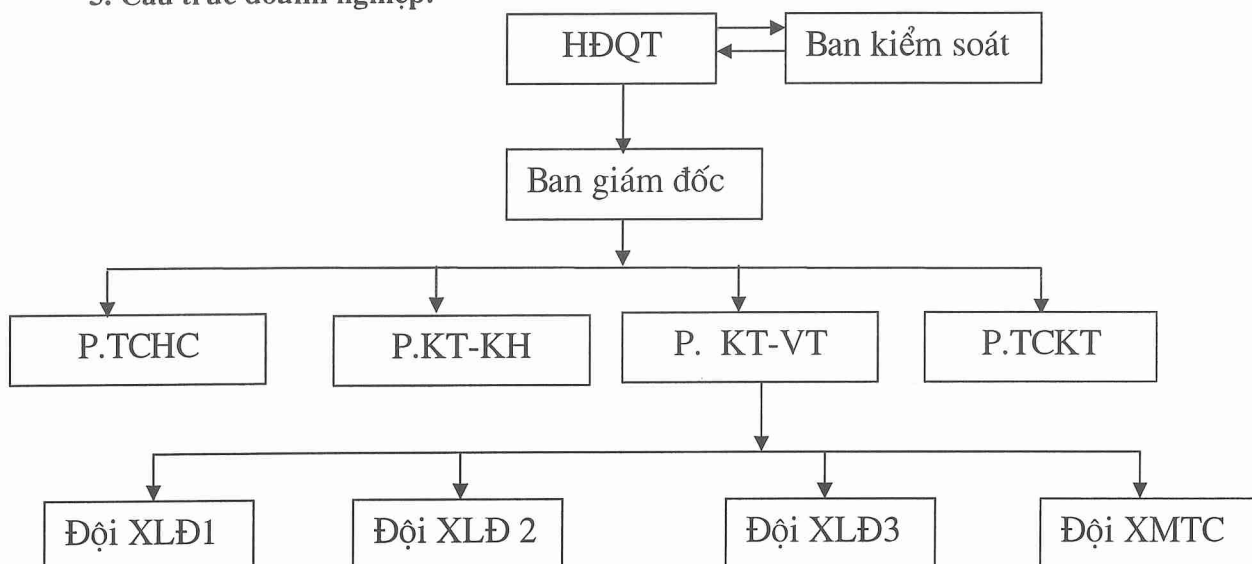 HĐQT
Ban kiểm soát
Ban giám đốc
P.TCHC
P.KT-KH
P. KT-VT
P.TCKT
Đội XLĐ1
Đội XLĐ 2
Đội XLĐ3
Đội XMTC